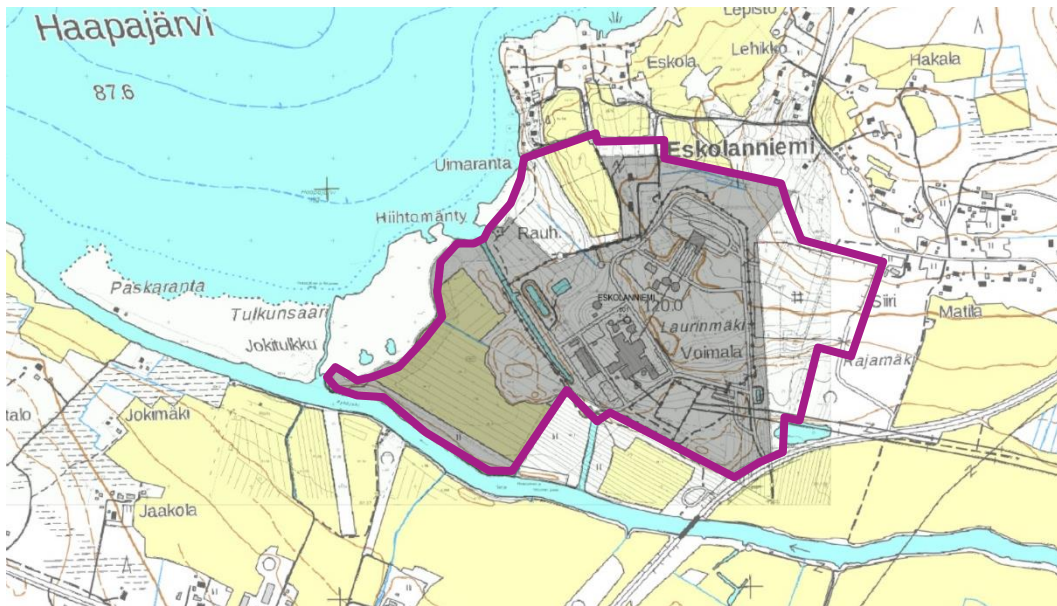 Haapajärvi
87.6
Lepistö
Lehikko
Eskola
Hakala
Eskolanniemi
Uimaranta
Hiihtomänty
Rauh.
Paskaranta
Tulkunsaari
Jokitulkku
ESKOLANNIEMI
120.0
Laurinmäki
Voimala
Siiri
Matila
Rajamäki
talo
Jokimäki
Jaakola